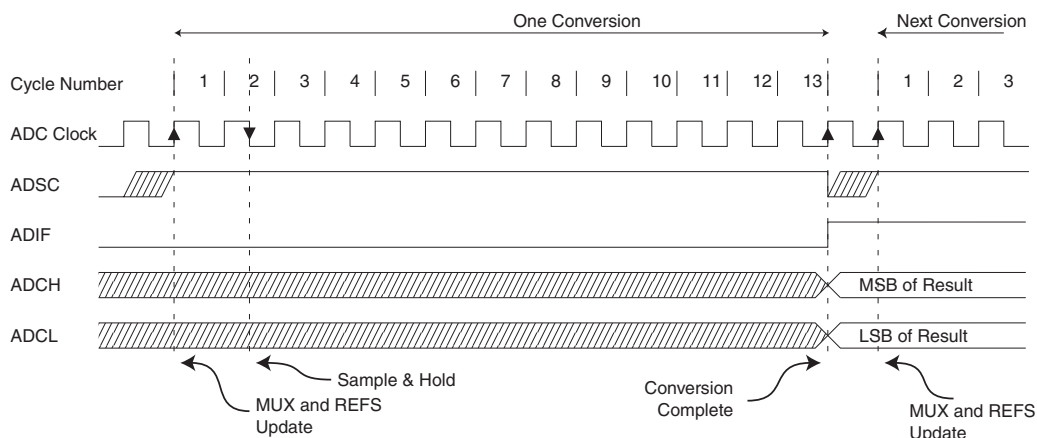 One Conversion
Next Conversion
Cycle Number
1 2 3 4 5 6 7 8 9 10 11 12 13 1 2 3
ADC Clock
ADSC
ADIF
ADCH
MSB of Result
ADCL
LSB of Result
Sample & Hold
MUX and REFS
Update
Conversion
Complete
MUX and REFS
Update